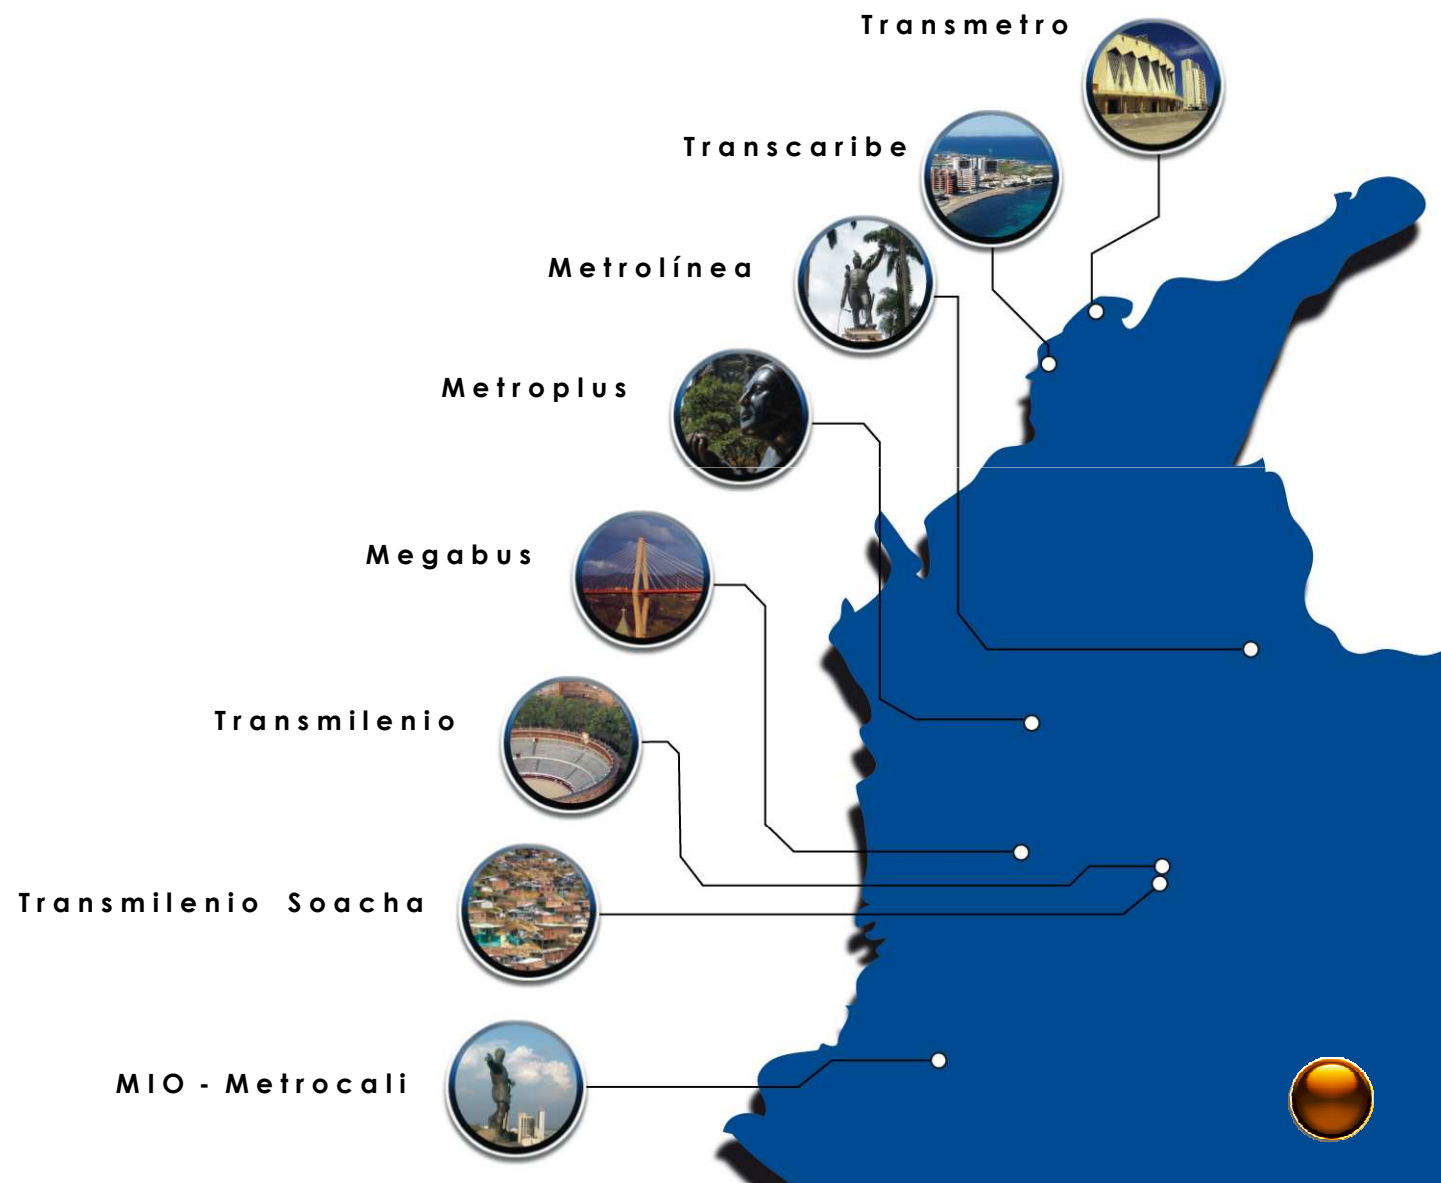 Transmetro
Transcaribe
Metrolínea
Metroplus
Megabus
Transmilenio
Transmilenio Soacha
MIO - Metrocali